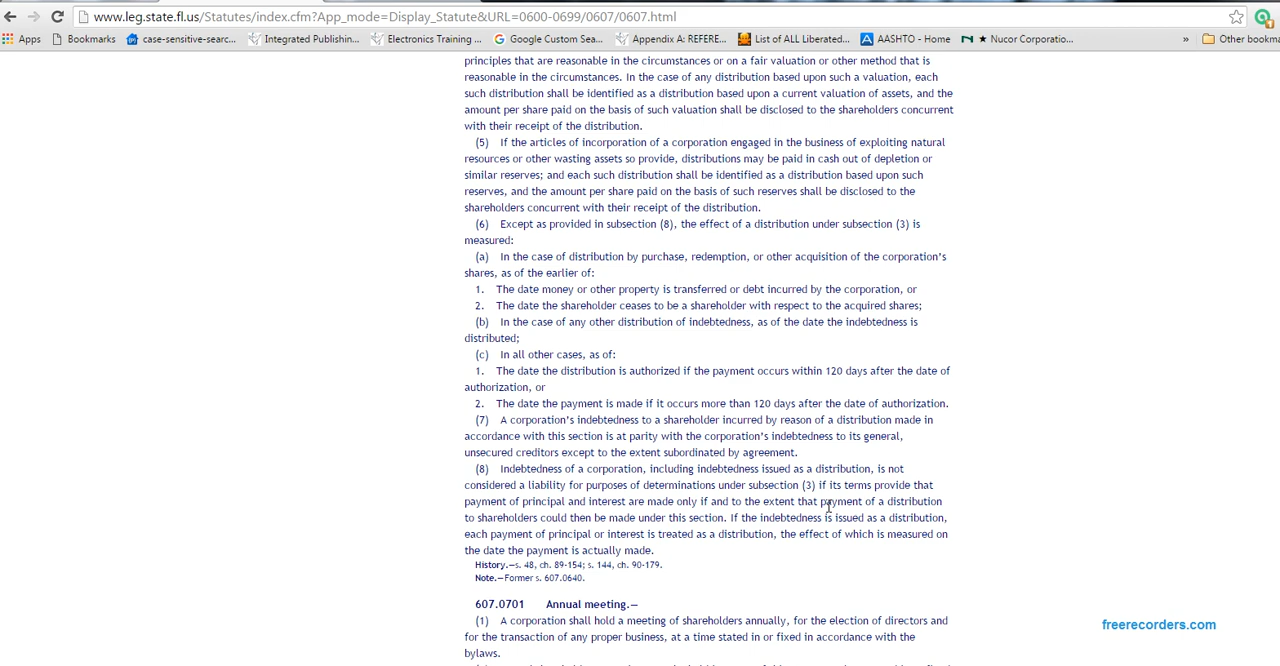 www.leg.state.fl.us/Statutes/index.cfm?App_mode=Display_Statute&URL=0600-0699/0607/0607.html
Apps Bookmarks case-sensitive-searc... Integrated Publishin... Electronics Training ... Google Custom Sea... Appendix A: REFERE... List of ALL Liberated... AASHTO - Home ★ Nucor Corporatio... » Other bookma
principles that are reasonable in the circumstances or on a fair valuation or other method that is
reasonable in the circumstances. In the case of any distribution based upon such a valuation, each
such distribution shall be identified as a distribution based upon a current valuation of assets, and the
amount per share paid on the basis of such valuation shall be disclosed to the shareholders concurrent
with their receipt of the distribution.
(5) If the articles of incorporation of a corporation engaged in the business of exploiting natural
resources or other wasting assets so provide, distributions may be paid in cash out of depletion or
similar reserves; and each such distribution shall be identified as a distribution based upon such
reserves, and the amount per share paid on the basis of such reserves shall be disclosed to the
shareholders concurrent with their receipt of the distribution.
(6) Except as provided in subsection (8), the effect of a distribution under subsection (3) is
measured:
(a) In the case of distribution by purchase, redemption, or other acquisition of the corporation's
shares, as of the earlier of:
1. The date money or other property is transferred or debt incurred by the corporation, or
2. The date the shareholder ceases to be a shareholder with respect to the acquired shares;
(b) In the case of any other distribution of indebtedness, as of the date the indebtedness is
distributed;
(c) In all other cases, as of:
1. The date the distribution is authorized if the payment occurs within 120 days after the date of
authorization, or
2. The date the payment is made if it occurs more than 120 days after the date of authorization.
(7) A corporation's indebtedness to a shareholder incurred by reason of a distribution made in
accordance with this section is at parity with the corporation's indebtedness to its general,
unsecured creditors except to the extent subordinated by agreement.
(8) Indebtedness of a corporation, including indebtedness issued as a distribution, is not
considered a liability for purposes of determinations under subsection (3) if its terms provide that
payment of principal and interest are made only if and to the extent that payment of a distribution
to shareholders could then be made under this section. If the indebtedness is issued as a distribution,
each payment of principal or interest is treated as a distribution, the effect of which is measured on
the date the payment is actually made.
History.—s. 48, ch. 89-154; s. 144, ch. 90-179.
Note.—Former s. 607.0640.
607.0701 Annual meeting.—
(1) A corporation shall hold a meeting of shareholders annually, for the election of directors and
for the transaction of any proper business, at a time stated in or fixed in accordance with the
bylaws.
freerecorders.com